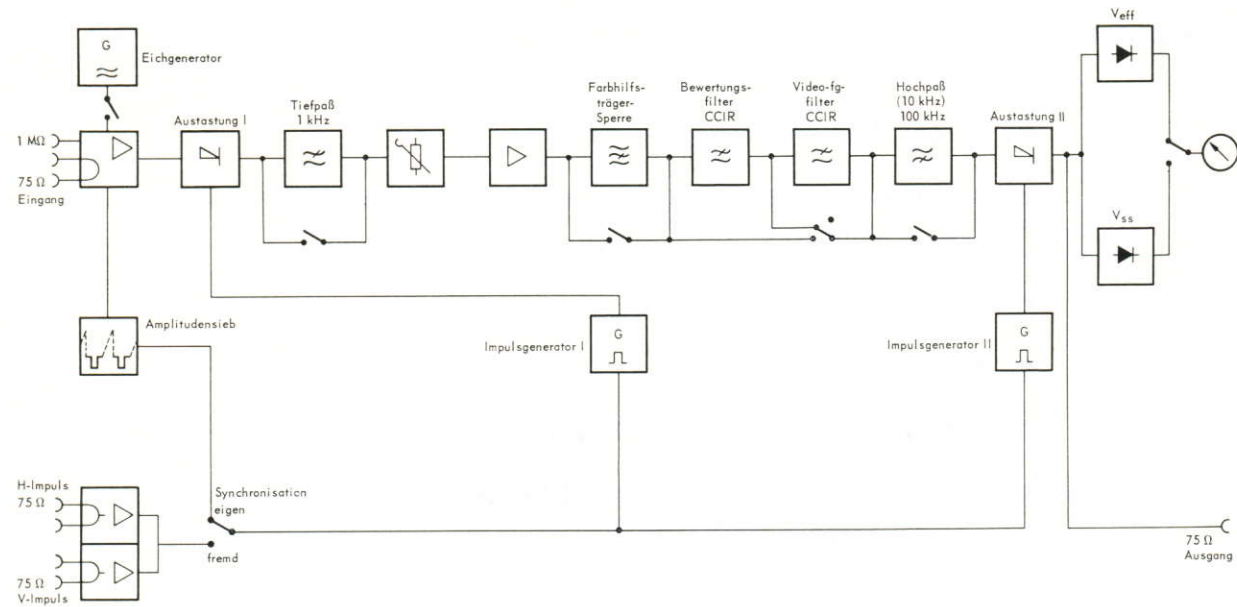 G
Eichgenerator
1 MΩ
75 Ω
Eingang
Austastung I
Tiefpaß
1 kHz
Farbhilfs-
träger-
Sperre
Bewertungs-
filter
CCIR
Video-fg-
filter
CCIR
Hochpaß
(10 kHz)
100 kHz
Austastung II
Veff
Vss
Amplitudensieb
Impulsgenerator I
G
Impulsgenerator II
G
H-Impuls
75 Ω
75 Ω
V-Impuls
Synchronisation
eigen
fremd
75 Ω
Ausgang